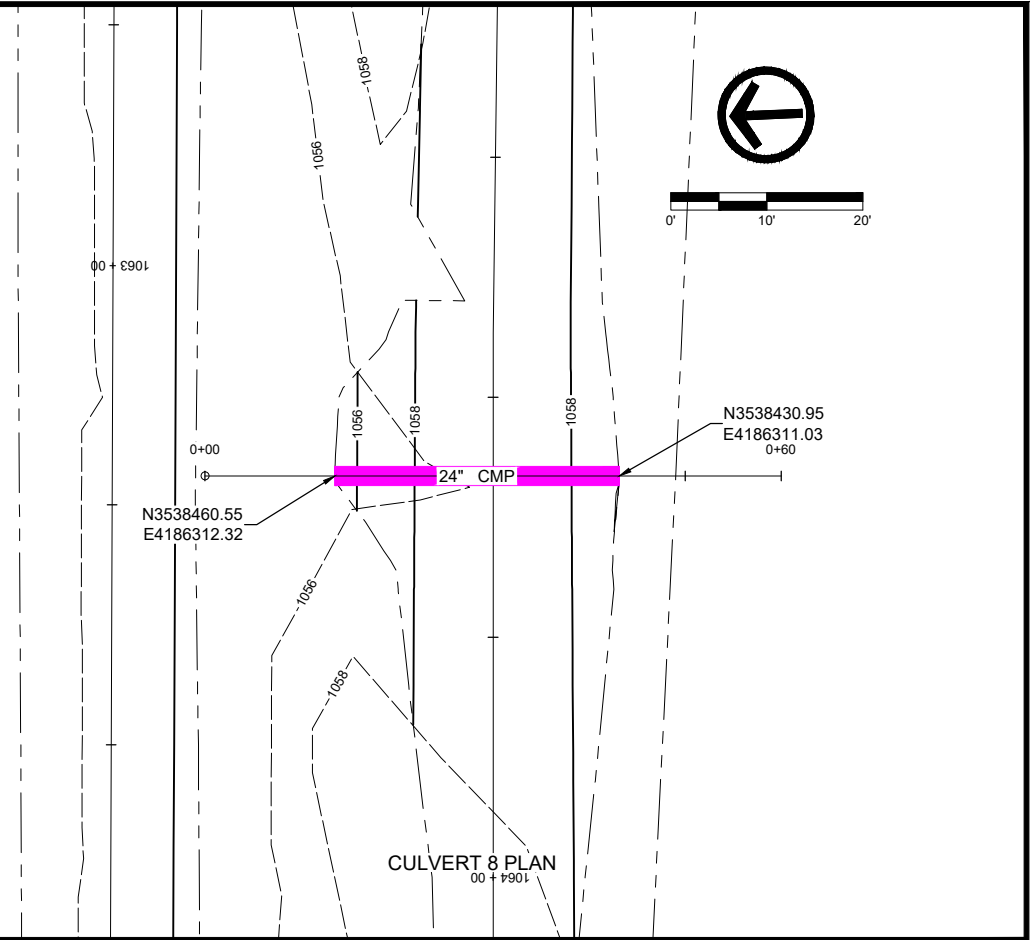 1058
1056
0' 10' 20'
1063 + 00
1056
1058
1058
N3538430.95
E4186311.03
0+00
0+60
24" CMP
N3538460.55
E4186312.32
1056
1058
CULVERT 8 PLAN
1064 + 00